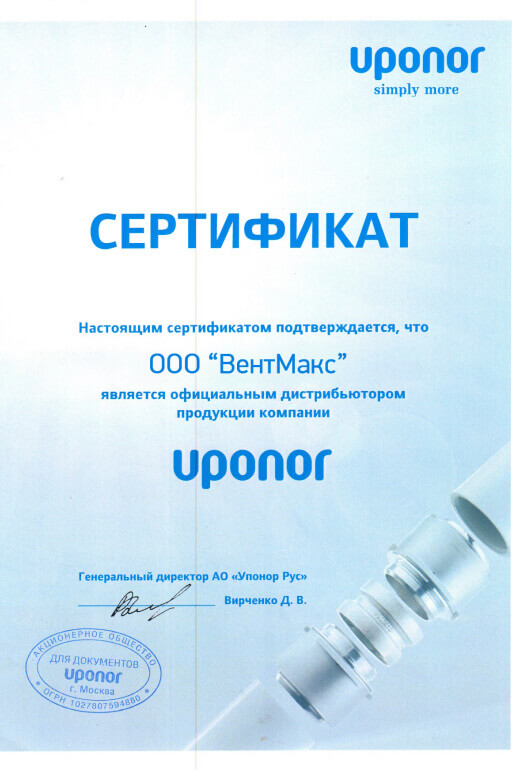 uponor
simply more
СЕРТИФИКАТ
Настоящим сертификатом подтверждается, что
ООО “ВентМакс”
является официальным дистрибьютором
продукции компании
uponor
Генеральный директор АО «Упонор Рус»
Вирченко Д. В.
АКЦИОНЕРНОЕ ОБЩЕСТВО
ДЛЯ ДОКУМЕНТОВ
uponor
г. Москва
ОГРН 1027807594880